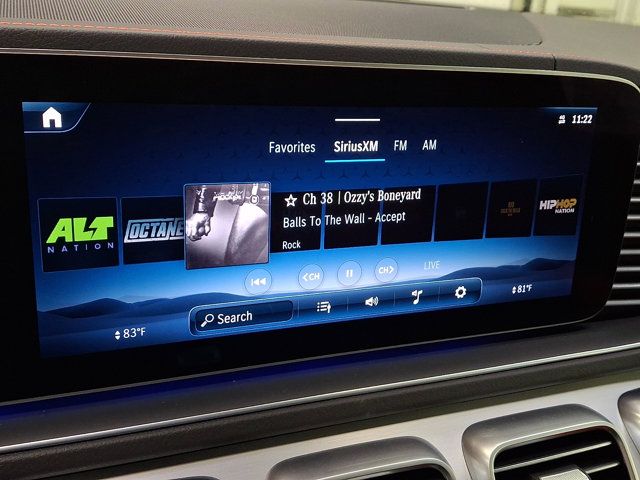 11:22
Favorites SiriusXM FM AM
ALT NATION
OCTANE
Ch 38 | Ozzy's Boneyard
Balls To The Wall - Accept
Rock
HIPHOP NATION
CH CH LIVE
Search
83°F 81°F